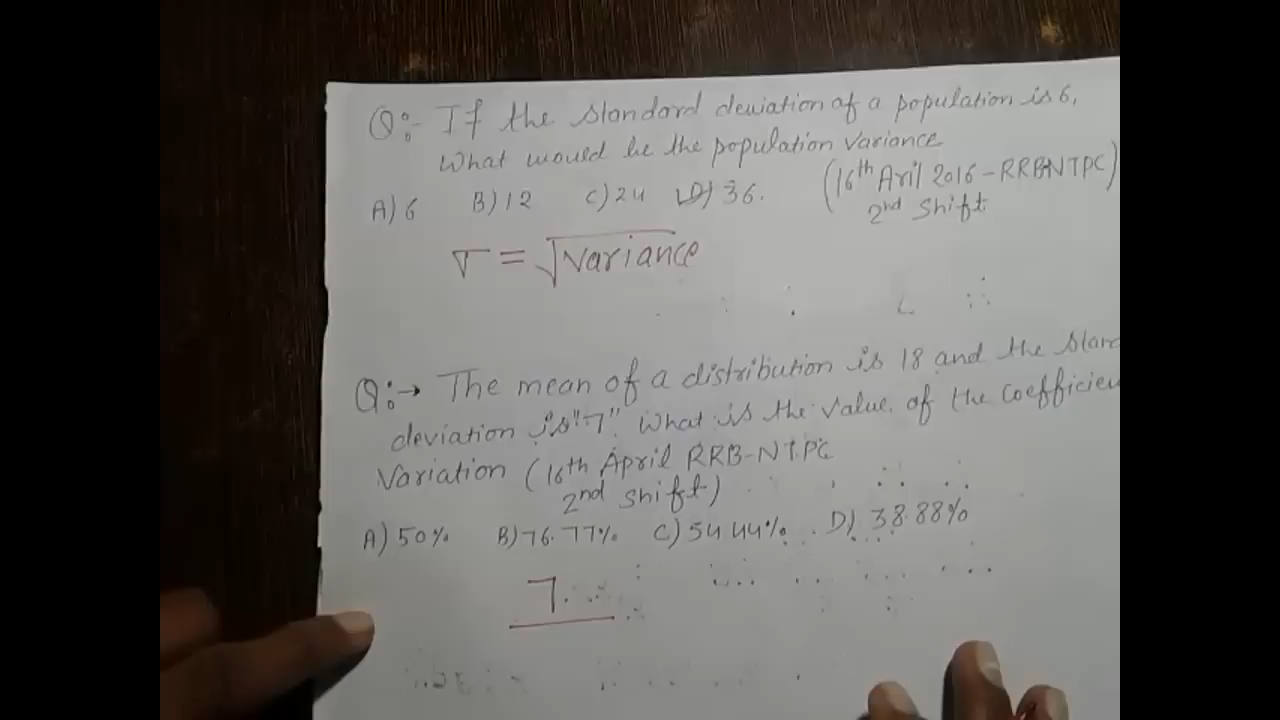 Q:- If the standard deviation of a population is 6,
What would be the population variance
A) 6 B) 12 C) 24 D) 36.
(16th Aril 2016-RRB-NTPC)
2nd Shift
σ = √variance
Q:→ The mean of a distribution is 18 and the
deviation is "7" What is the value of the
Variation (16th April RRB-NTPC
2nd shift)
A) 50% B) 76.77% C) 54.44% D) 38.88%
7